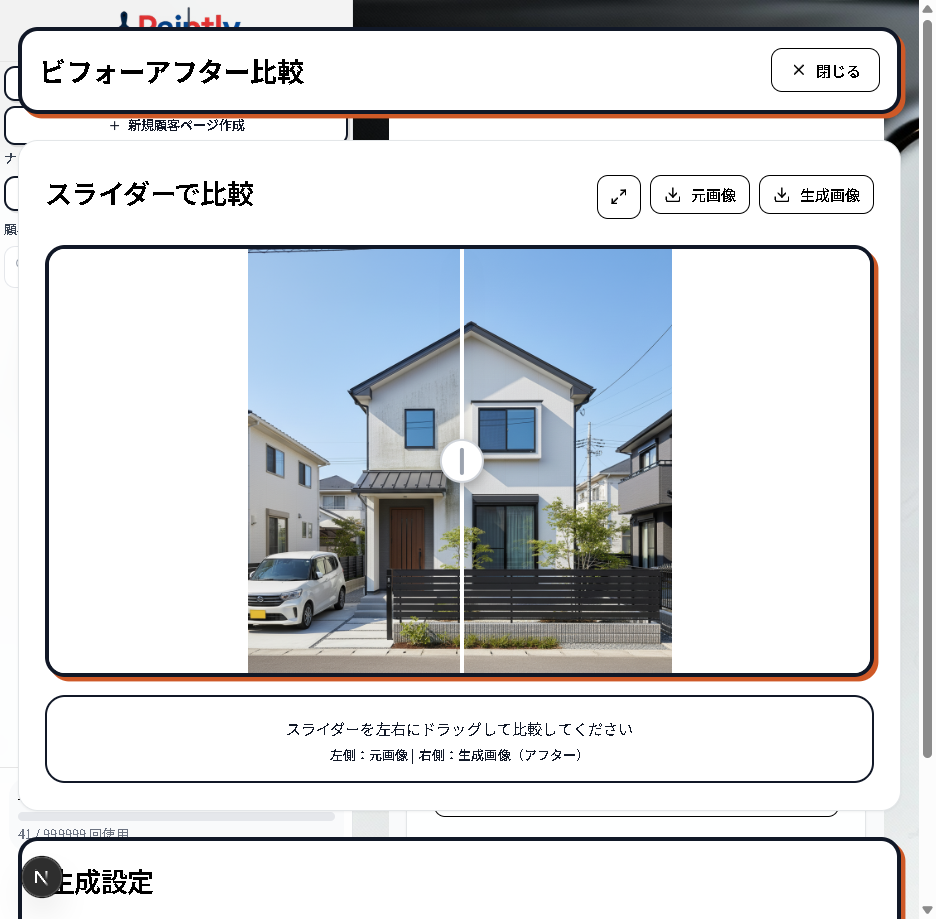 Paintly
ビフォーアフター比較
× 閉じる
+ 新規顧客ページ作成
ナ
スライダーで比較
元画像
生成画像
顧
スライダーを左右にドラッグして比較してください
左側：元画像 | 右側：生成画像（アフター）
41 / 999999 回使用
N
生成設定